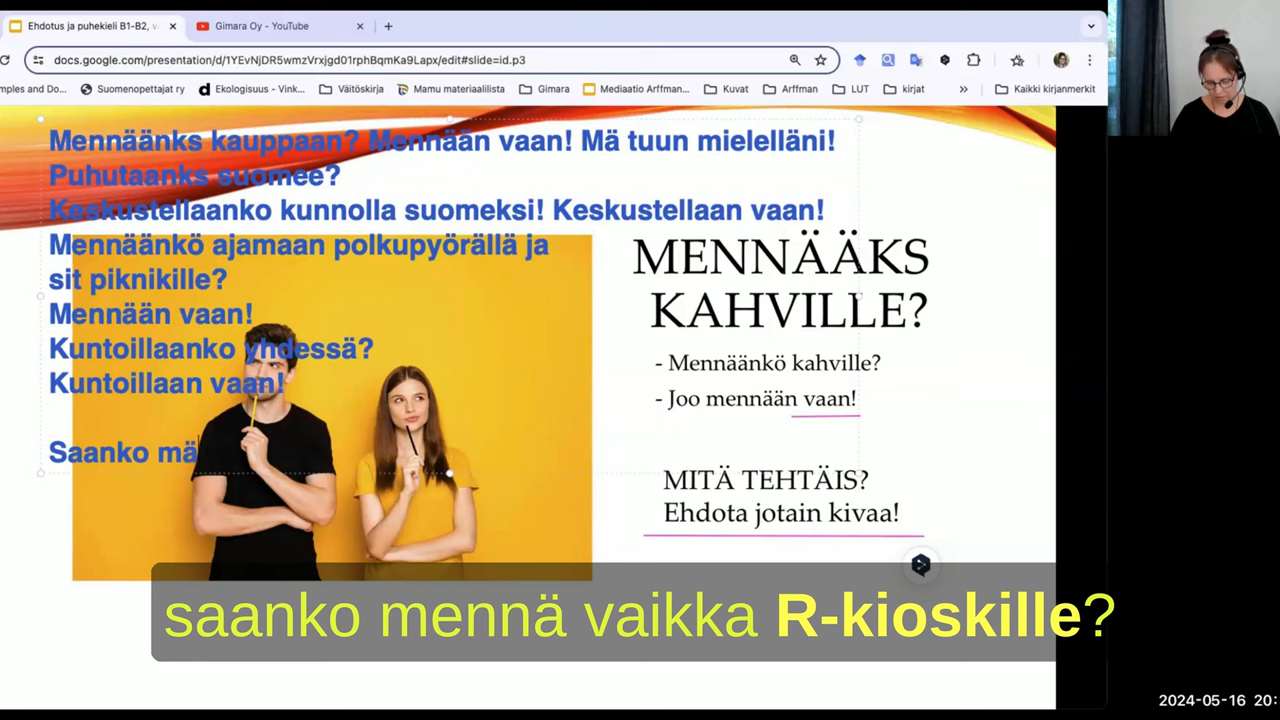 Ehdotus ja puhekieli B1-B2, v
Gimara Oy - YouTube
docs.google.com/presentation/d/1YEvNjDR5wmzVrxjgd01rphBqmKa9Lapx/edit#slide=id.p3
mples and Do... Suomenopettajat ry Ekologisuus - Vink... Väitöskirja Mamu materiaalilista Gimara Mediaatio Arffman... Kuvat Arffman LUT kirjat » Kaikki kirjanmerkit
Mennäänks kauppaan? Mennään vaan! Mä tuun mielelläni!
Puhutaanks suomee?
Keskustellaanko kunnolla suomeksi! Keskustellaan vaan!
Mennäänkö ajamaan polkupyörällä ja
sit piknikille?
Mennään vaan!
Kuntoillaanko yhdessä?
Kuntoillaan vaan!
Saanko mä
MENNÄÄKS
KAHVILLE?
- Mennäänkö kahville?
- Joo mennään vaan!
MITÄ TEHTÄIS?
Ehdota jotain kivaa!
saanko mennä vaikka R-kioskille?
2024-05-16 20: